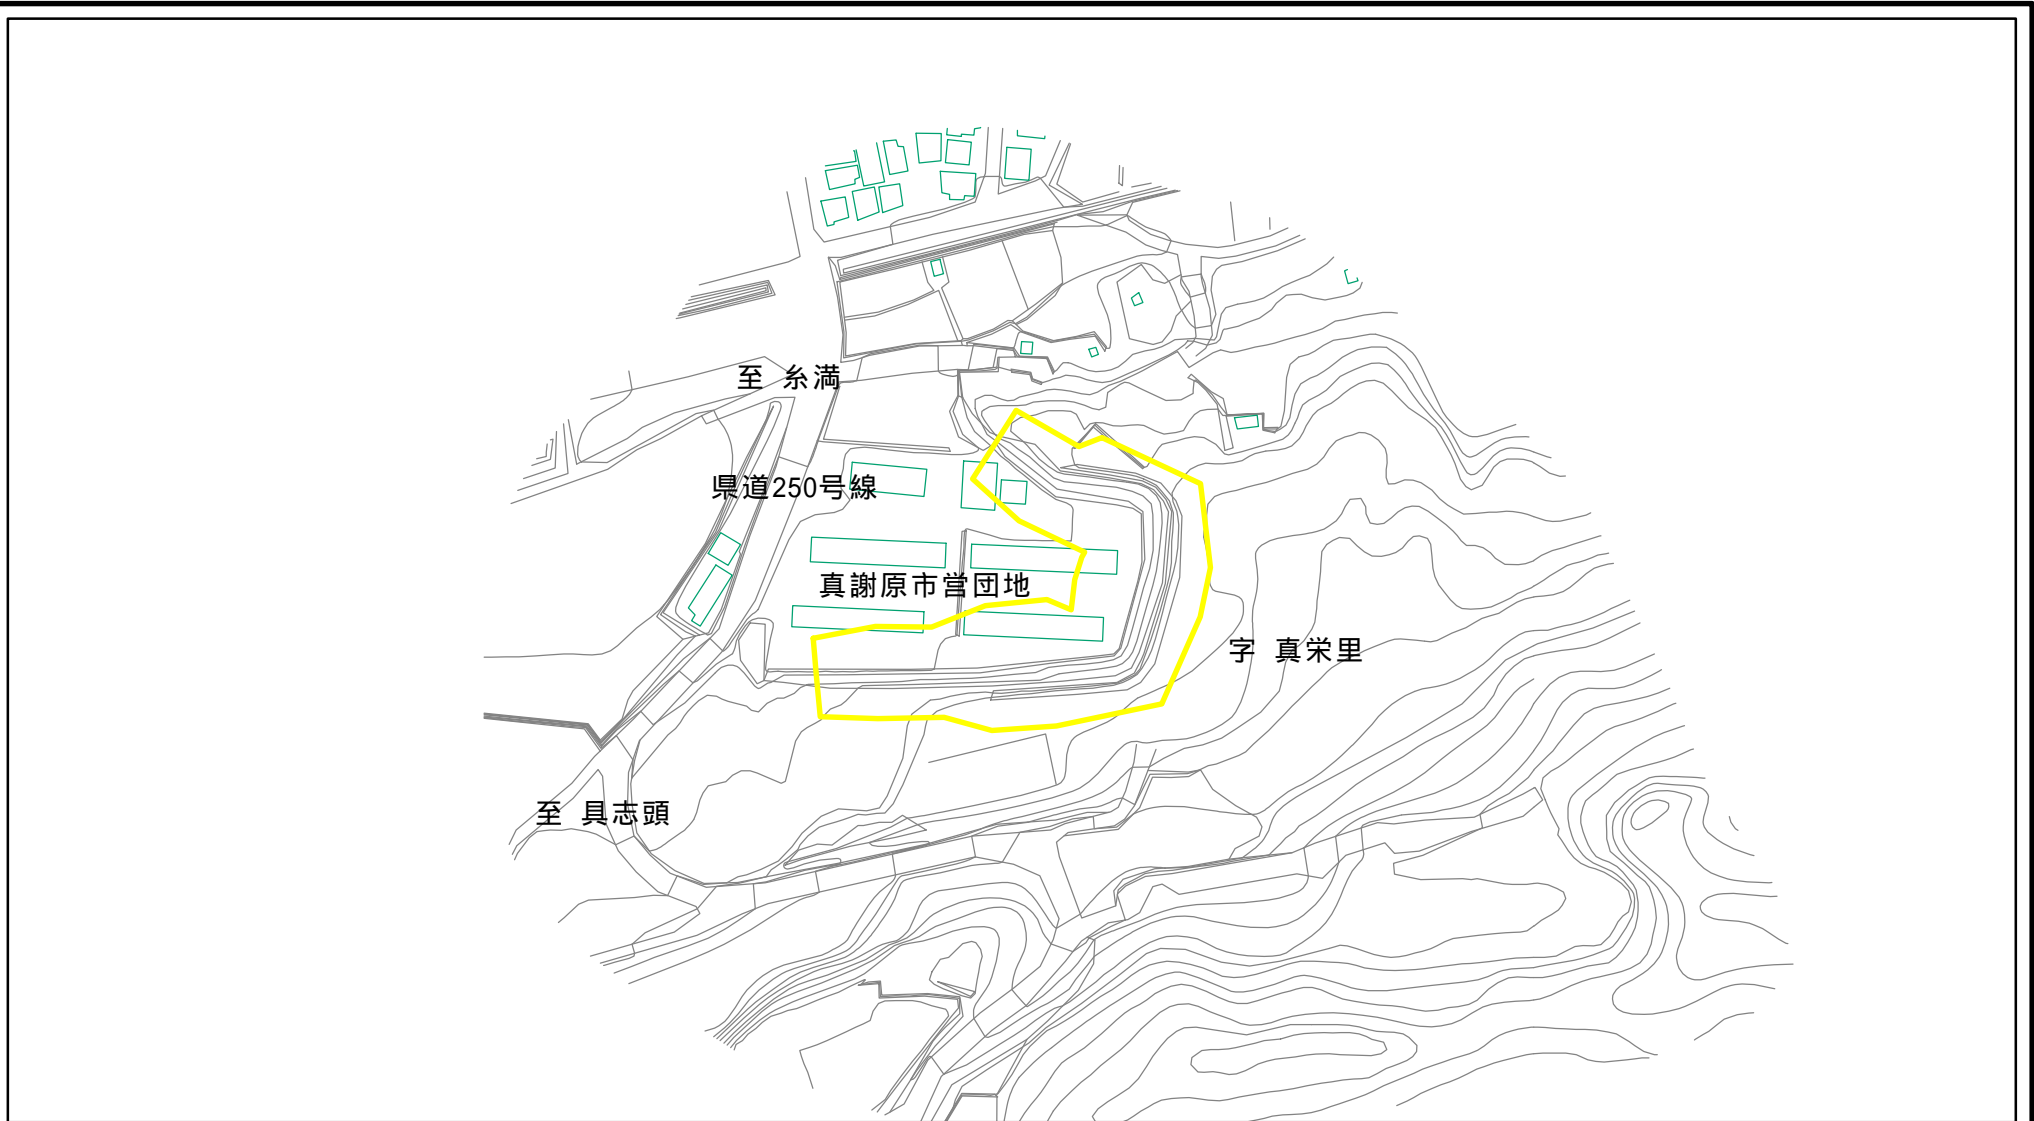 至 糸満
県道250号線
真謝原市営団地
字 真栄里
至 具志頭